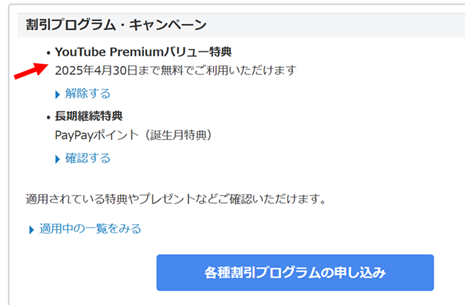 割引プログラム・キャンペーン
• YouTube Premiumバリュー特典
2025年4月30日まで無料でご利用いただけます
解除する
• 長期継続特典
PayPayポイント（誕生月特典）
確認する
適用されている特典やプレゼントなどご確認いただけます。
適用中の一覧をみる
各種割引プログラムの申し込み